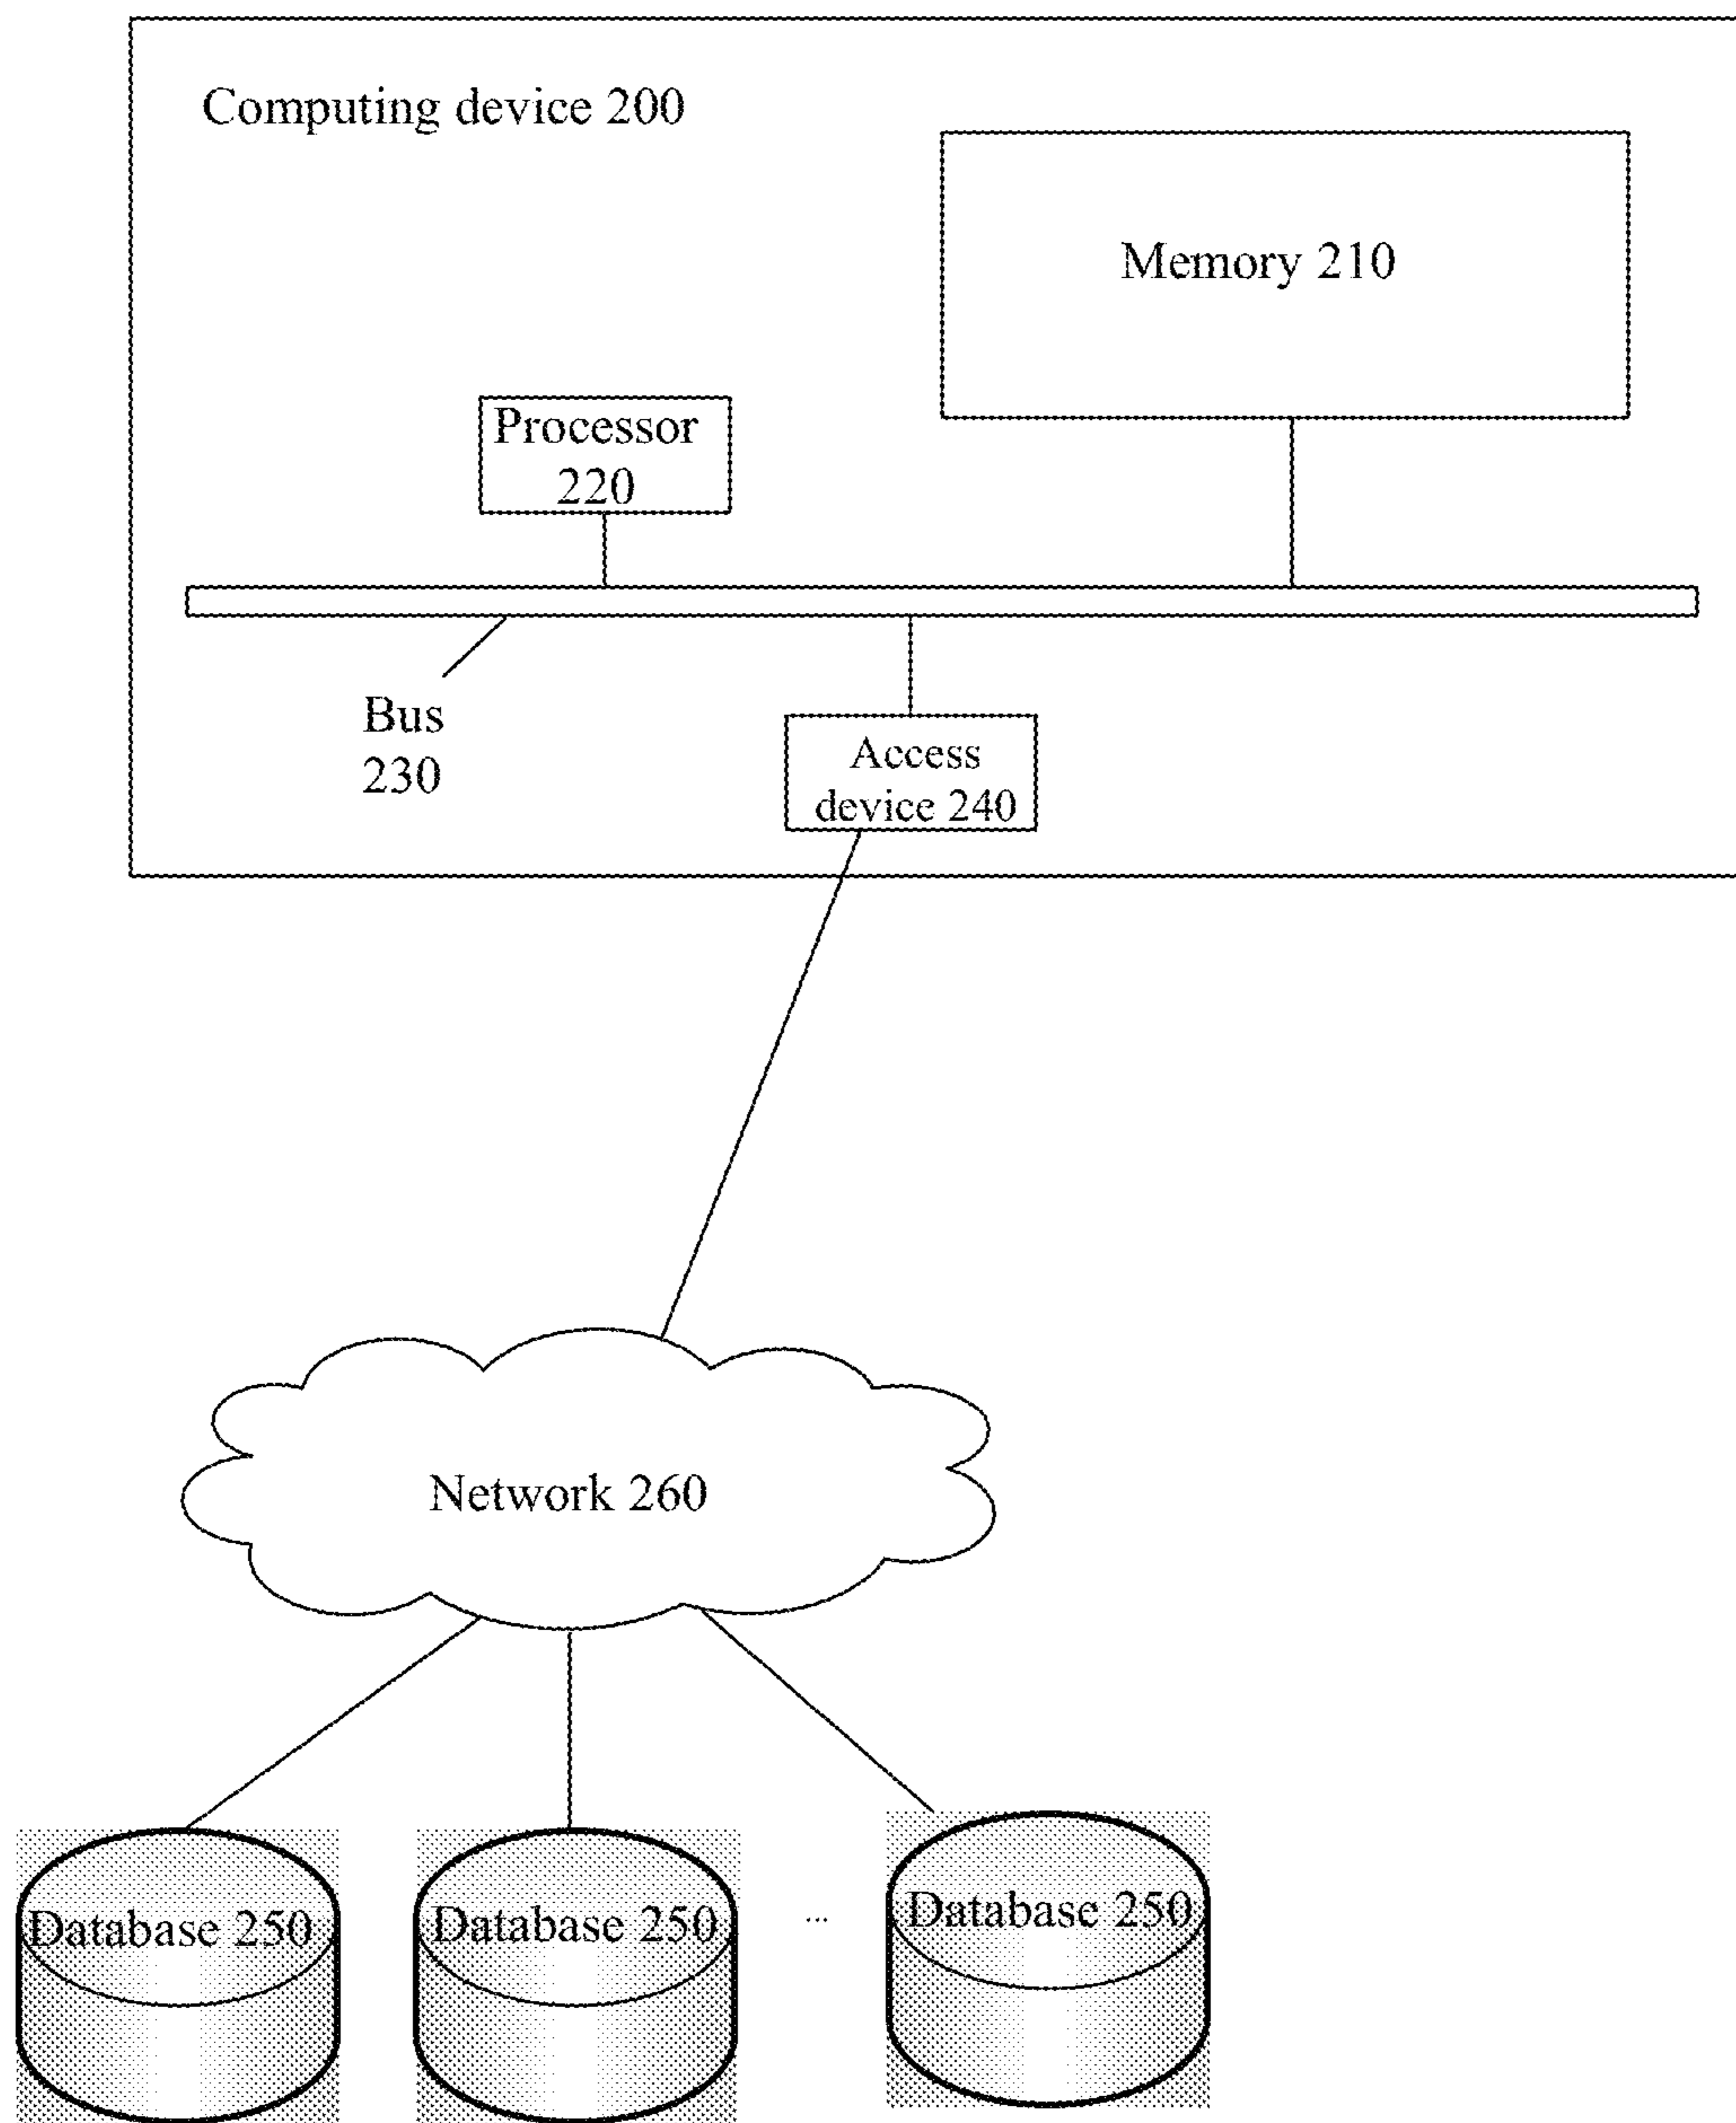 Computing device 200
Memory 210
Processor
220
Bus
230
Access
device 240
Network 260
Database 250
Database 250
...
Database 250